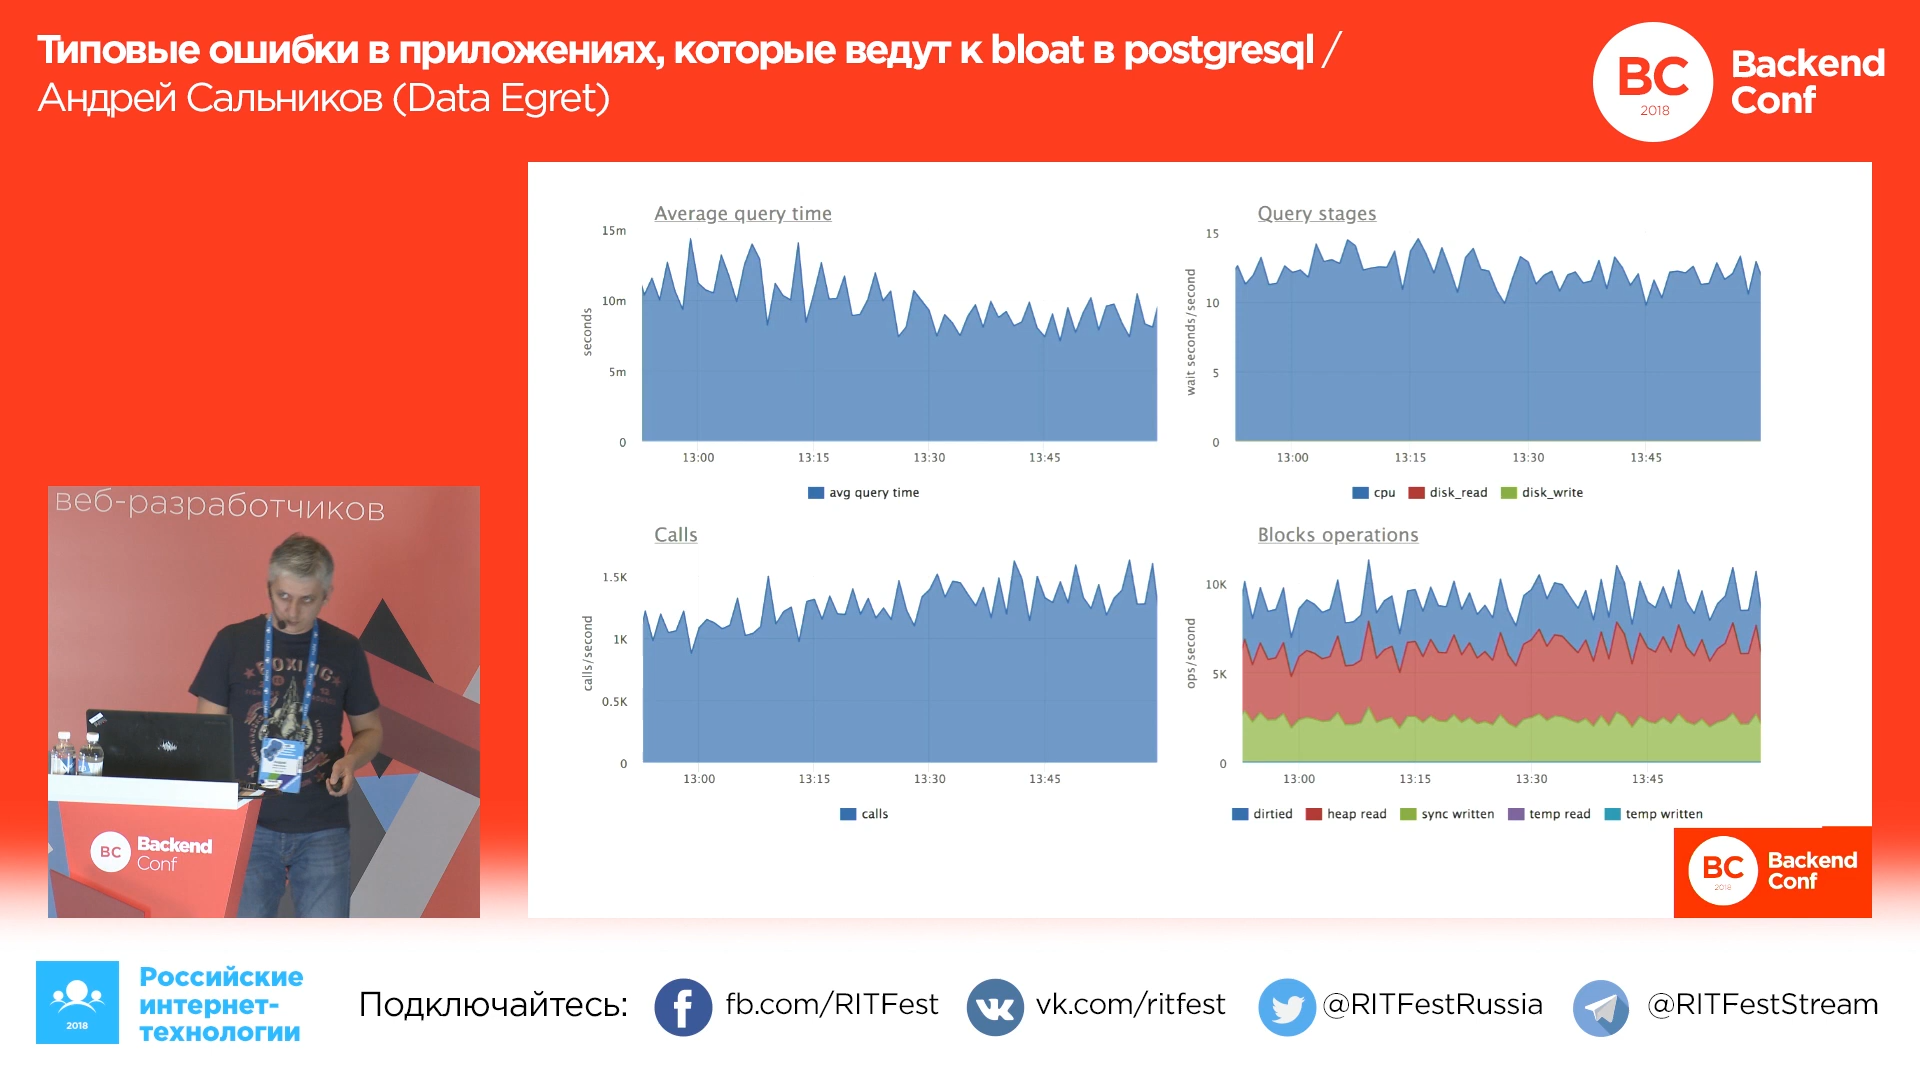 Типовые ошибки в приложениях, которые ведут к bloat в postgresql /
Андрей Сальников (Data Egret)
BC
2018
Backend
Conf
Average query time
15m
10m
5m
0
seconds
13:00 13:15 13:30 13:45
avg query time
Query stages
15
10
5
0
wait seconds/second
13:00 13:15 13:30 13:45
cpu disk_read disk_write
Calls
1.5K
1K
0.5K
0
calls/second
13:00 13:15 13:30 13:45
calls
Blocks operations
10K
5K
0
ops/second
13:00 13:15 13:30 13:45
dirtied heap read sync written temp read temp written
BC
2018
Backend
Conf
веб-разработчиков
BOXING
BC
Backend
Conf
2018
Российские
интернет-
технологии
Подключайтесь: fb.com/RITFest vk.com/ritfest @RITFestRussia @RITFestStream